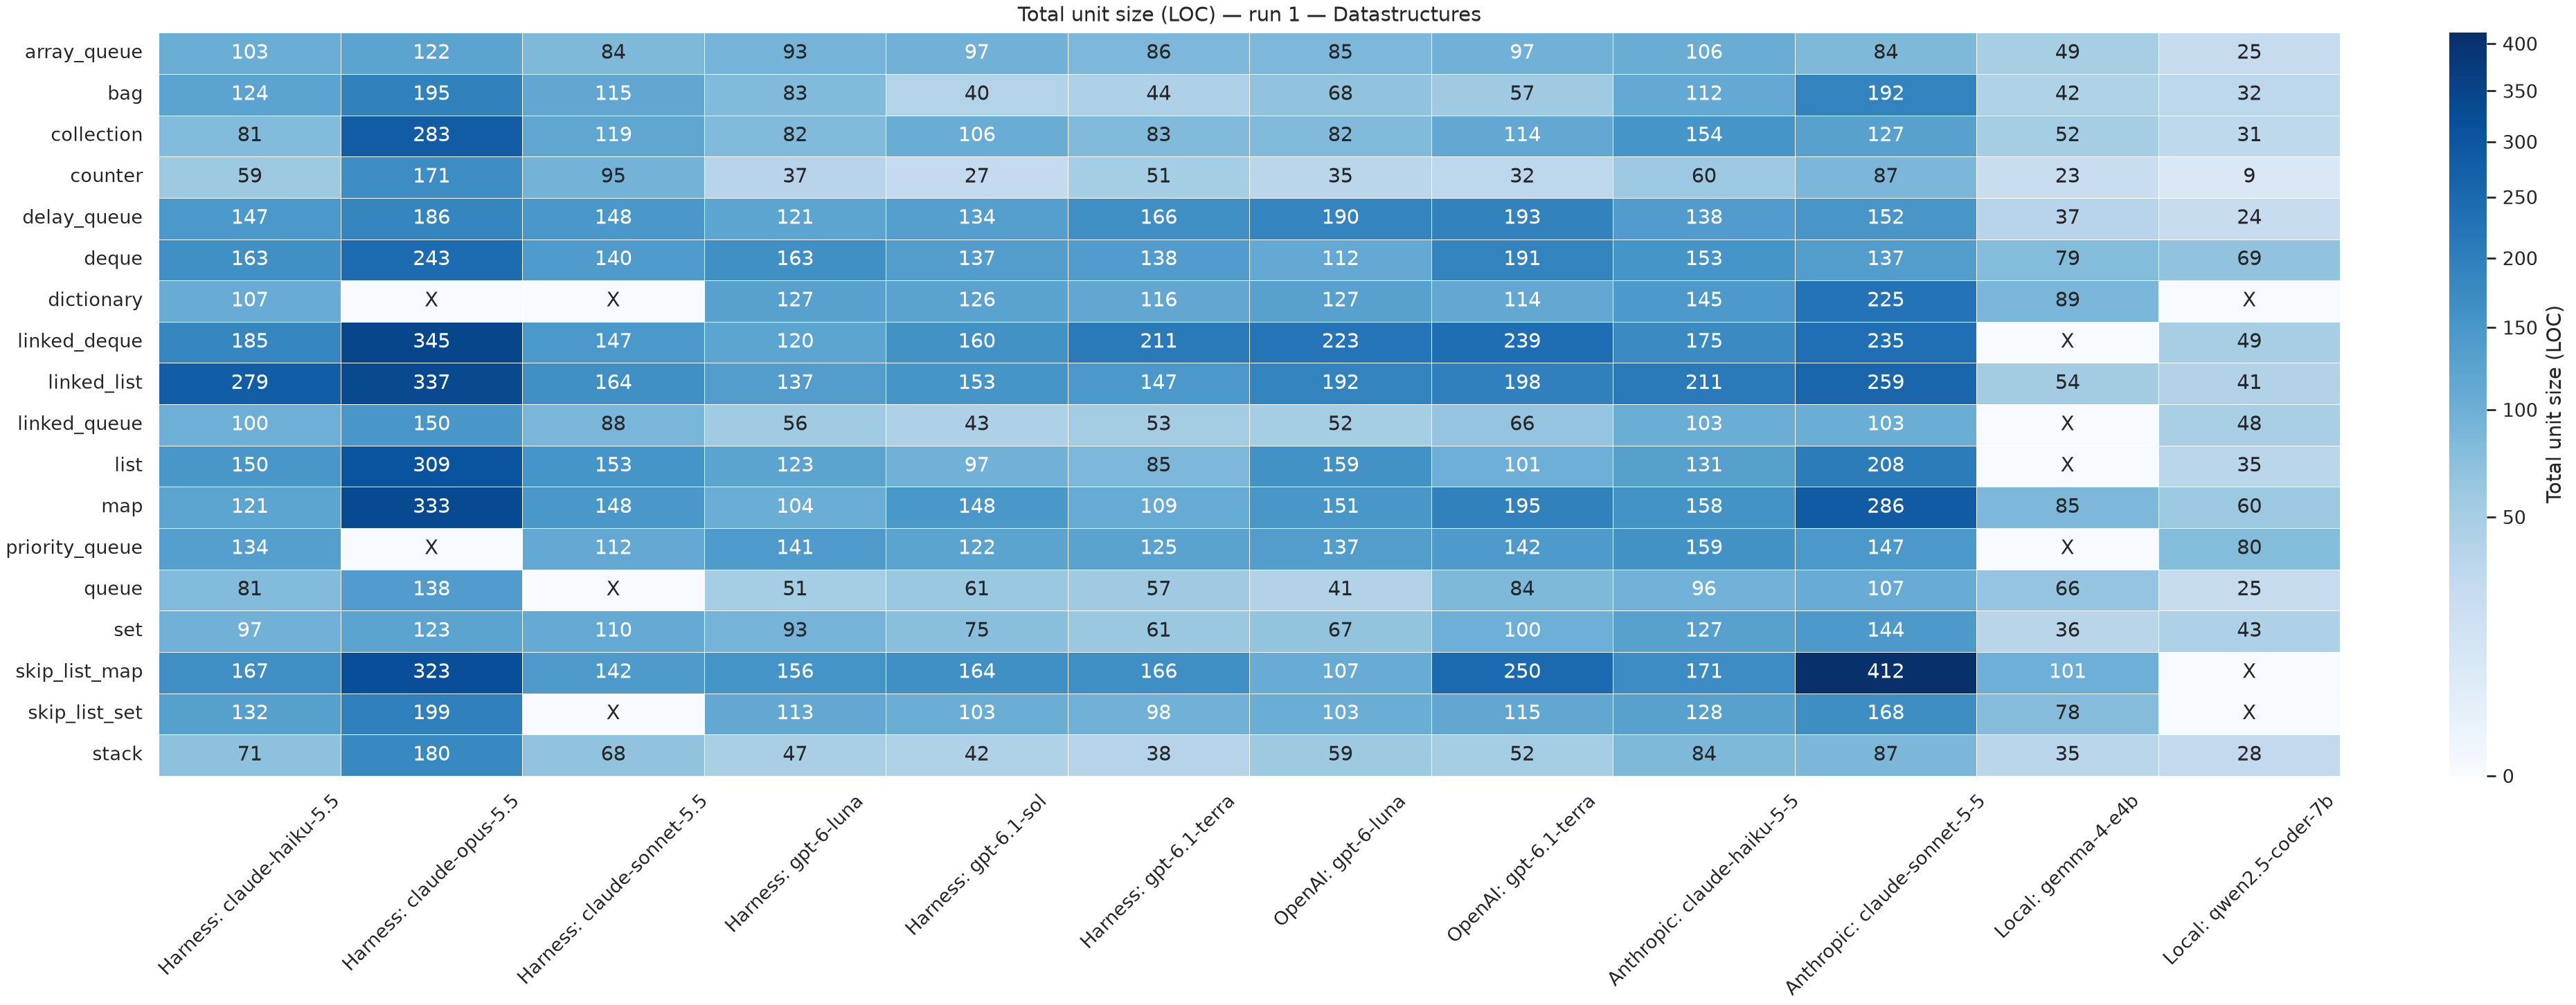 Total unit size (LOC) — run 1 — Datastructures
array_queue 103 122 84 93 97 86 85 97 106 84 49 25
bag 124 195 115 83 40 44 68 57 112 192 42 32
collection 81 283 119 82 106 83 82 114 154 127 52 31
counter 59 171 95 37 27 51 35 32 60 87 23 9
delay_queue 147 186 148 121 134 166 190 193 138 152 37 24
deque 163 243 140 163 137 138 112 191 153 137 79 69
dictionary 107 X X 127 126 116 127 114 145 225 89 X
linked_deque 185 345 147 120 160 211 223 239 175 235 X 49
linked_list 279 337 164 137 153 147 192 198 211 259 54 41
linked_queue 100 150 88 56 43 53 52 66 103 103 X 48
list 150 309 153 123 97 85 159 101 131 208 X 35
map 121 333 148 104 148 109 151 195 158 286 85 60
priority_queue 134 X 112 141 122 125 137 142 159 147 X 80
queue 81 138 X 51 61 57 41 84 96 107 66 25
set 97 123 110 93 75 61 67 100 127 144 36 43
skip_list_map 167 323 142 156 164 166 107 250 171 412 101 X
skip_list_set 132 199 X 113 103 98 103 115 128 168 78 X
stack 71 180 68 47 42 38 59 52 84 87 35 28
Harness: claude-haiku-5.5
Harness: claude-opus-5.5
Harness: claude-sonnet-5.5
Harness: gpt-6-luna
Harness: gpt-6.1-sol
Harness: gpt-6.1-terra
OpenAI: gpt-6-luna
OpenAI: gpt-6.1-terra
Anthropic: claude-haiku-5-5
Anthropic: claude-sonnet-5-5
Local: gemma-4-e4b
Local: qwen2.5-coder-7b
400
350
300
250
200
150
100
50
0
Total unit size (LOC)